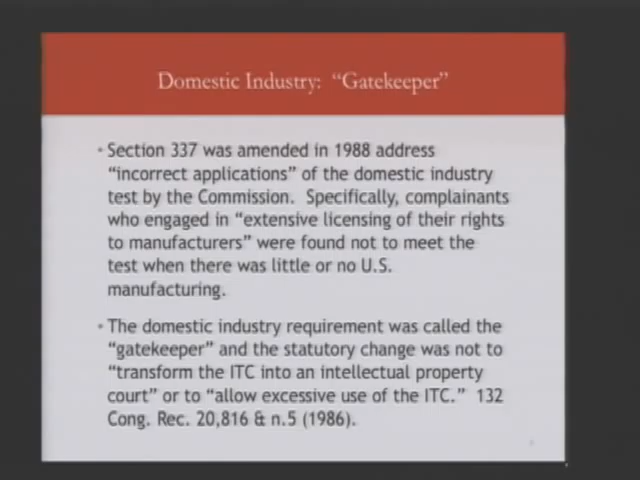 Domestic Industry: “Gatekeeper”
• Section 337 was amended in 1988 address
“incorrect applications” of the domestic industry
test by the Commission. Specifically, complainants
who engaged in “extensive licensing of their rights
to manufacturers” were found not to meet the
test when there was little or no U.S.
manufacturing.
• The domestic industry requirement was called the
“gatekeeper” and the statutory change was not to
“transform the ITC into an intellectual property
court” or to “allow excessive use of the ITC.” 132
Cong. Rec. 20,816 & n.5 (1986).